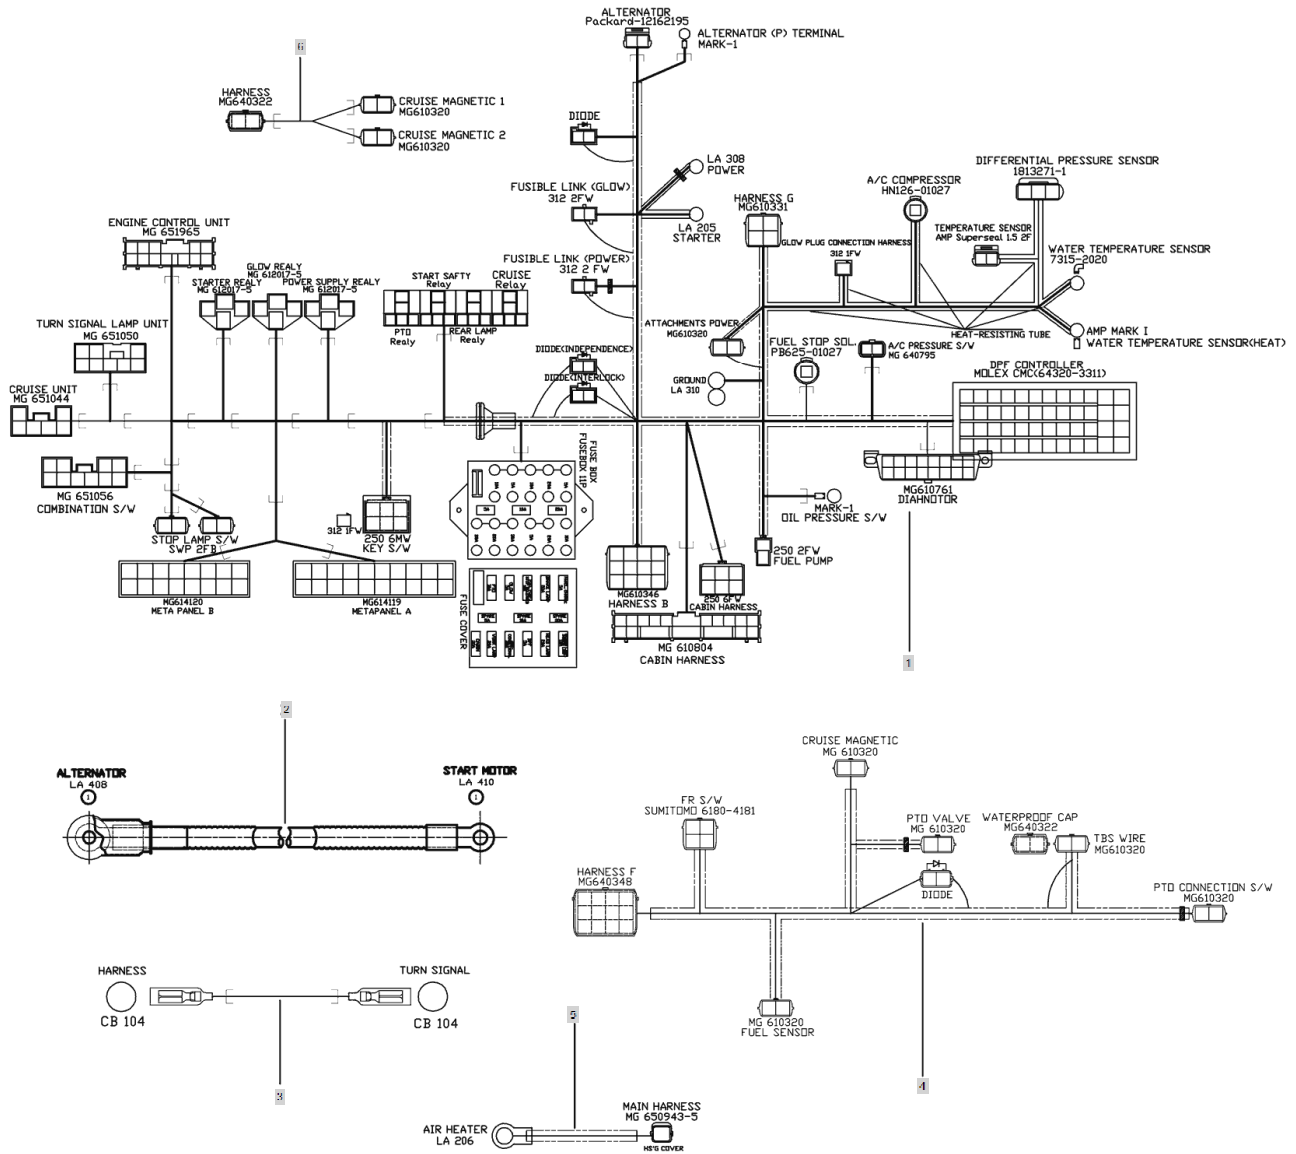 ALTERNATOR
Packard-12162195
ALTERNATOR (P) TERMINAL
MARK-1
6
HARNESS
MG640322
CRUISE MAGNETIC 1
MG610320
CRUISE MAGNETIC 2
MG610320
DIODE
LA 308
POWER
FUSIBLE LINK (GLOW)
312 2FW
LA 205
STARTER
FUSIBLE LINK (POWER)
312 2 FW
HARNESS G
MG610331
A/C COMPRESSOR
HN126-01027
DIFFERENTIAL PRESSURE SENSOR
1813271-1
TEMPERATURE SENSOR
AMP Superseal 1.5 2F
GLOW PLUG CONNECTION HARNESS
312 1FW
WATER TEMPERATURE SENSOR
7315-2020
ENGINE CONTROL UNIT
MG 651965
GLOW REALY
MG 612017-5
STARTER REALY
MG 612017-5
POWER SUPPLY REALY
MG 612017-5
START SAFTY
Relay
CRUISE
Relay
PTO
Realy
REAR LAMP
Realy
TURN SIGNAL LAMP UNIT
MG 651050
ATTACHMENTS POWER
MG610320
HEAT-RESISTING TUBE
AMP MARK I
WATER TEMPERATURE SENSOR(HEAT)
FUEL STOP SOL.
PB625-01027
A/C PRESSURE S/W
MG 640795
DIODE(INDEPENDENCE)
DIODE(INTERLOCK)
GROUND
LA 310
DPF CONTROLLER
MOLEX CMC(64320-3311)
CRUISE UNIT
MG 651044
MG 651056
COMBINATION S/W
STOP LAMP S/W
SWP 2FB
312 1FW
250 6MW
KEY S/W
FUSE BOX
FUSEBOX 11P
MG610761
DIAHNOTOR
MARK-1
OIL PRESSURE S/W
250 2FW
FUEL PUMP
MG614120
META PANEL B
MG614119
METAPANEL A
FUSE COVER
MG610346
HARNESS B
250 6FW
CABIN HARNESS
MG 610804
CABIN HARNESS
1
2
ALTERNATOR
LA 408
1
START MOTOR
LA 410
1
CRUISE MAGNETIC
MG 610320
FR S/W
SUMITOMO 6180-4181
PTO VALVE
MG 610320
WATERPROOF CAP
MG640322
TBS WIRE
MG610320
DIODE
HARNESS F
MG640348
PTO CONNECTION S/W
MG610320
MG 610320
FUEL SENSOR
4
HARNESS
CB 104
TURN SIGNAL
CB 104
3
5
AIR HEATER
LA 206
MAIN HARNESS
MG 650943-5
HS'G COVER